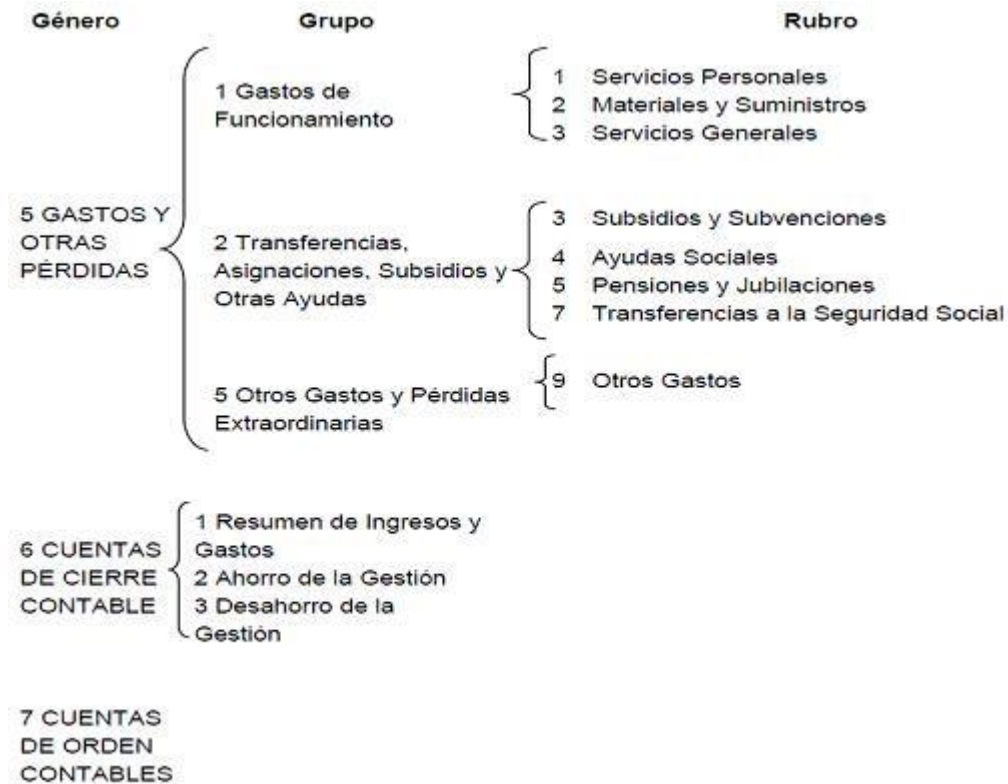 Género Grupo Rubro
1 Gastos de
Funcionamiento
1 Servicios Personales
2 Materiales y Suministros
3 Servicios Generales
5 GASTOS Y
OTRAS
PÉRDIDAS
2 Transferencias,
Asignaciones, Subsidios y
Otras Ayudas
3 Subsidios y Subvenciones
4 Ayudas Sociales
5 Pensiones y Jubilaciones
7 Transferencias a la Seguridad Social
5 Otros Gastos y Pérdidas
Extraordinarias
9 Otros Gastos
6 CUENTAS
DE CIERRE
CONTABLE
1 Resumen de Ingresos y
Gastos
2 Ahorro de la Gestión
3 Desahorro de la
Gestión
7 CUENTAS
DE ORDEN
CONTABLES